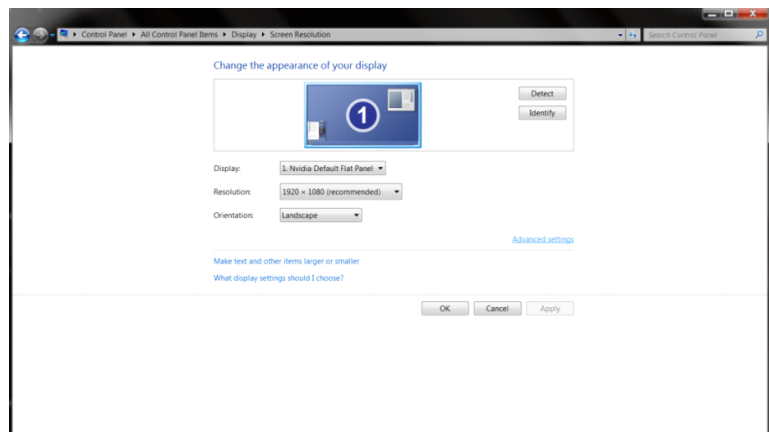 Control Panel ▸ All Control Panel Items ▸ Display ▸ Screen Resolution
Search Control Panel
Change the appearance of your display
1
Detect
Identify
Display: 1. Nvidia Default Flat Panel
Resolution: 1920 × 1080 (recommended)
Orientation: Landscape
Advanced settings
Make text and other items larger or smaller
What display settings should I choose?
OK Cancel Apply